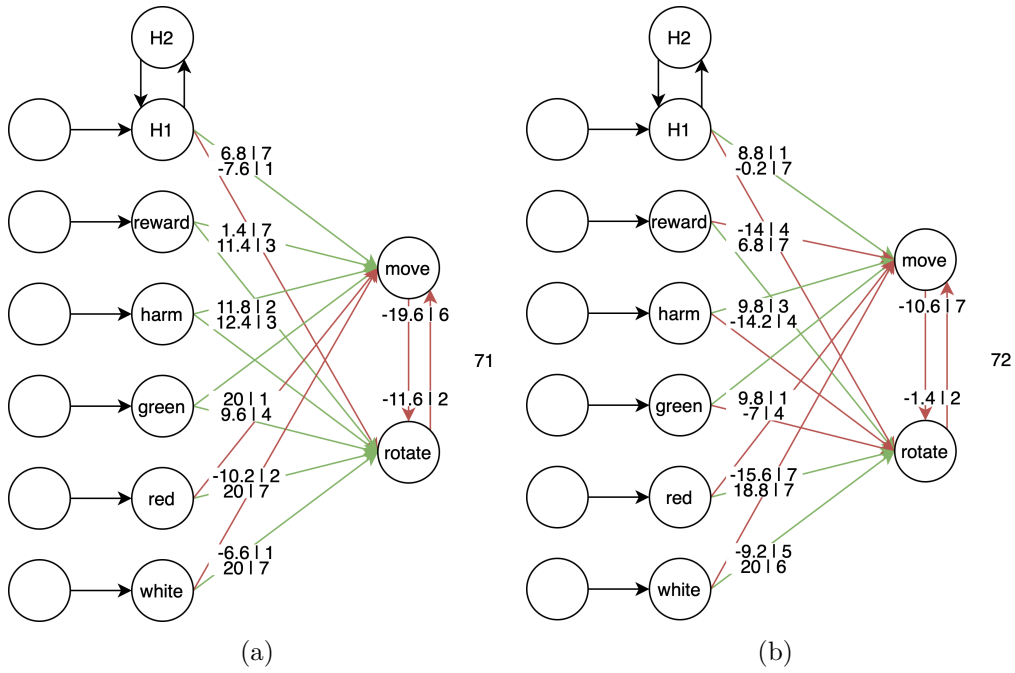 H2
H1
6.8 | 7
-7.6 | 1
reward
1.4 | 7
11.4 | 3
move
harm
11.8 | 2
12.4 | 3
-19.6 | 6
71
green
20 | 1
9.6 | 4
-11.6 | 2
rotate
red
-10.2 | 2
20 | 7
white
-6.6 | 1
20 | 7
(a)
H2
H1
8.8 | 1
-0.2 | 7
reward
-14 | 4
6.8 | 7
move
harm
9.8 | 3
-14.2 | 4
-10.6 | 7
72
green
9.8 | 1
-7 | 4
-1.4 | 2
rotate
red
-15.6 | 7
18.8 | 7
white
-9.2 | 5
20 | 6
(b)